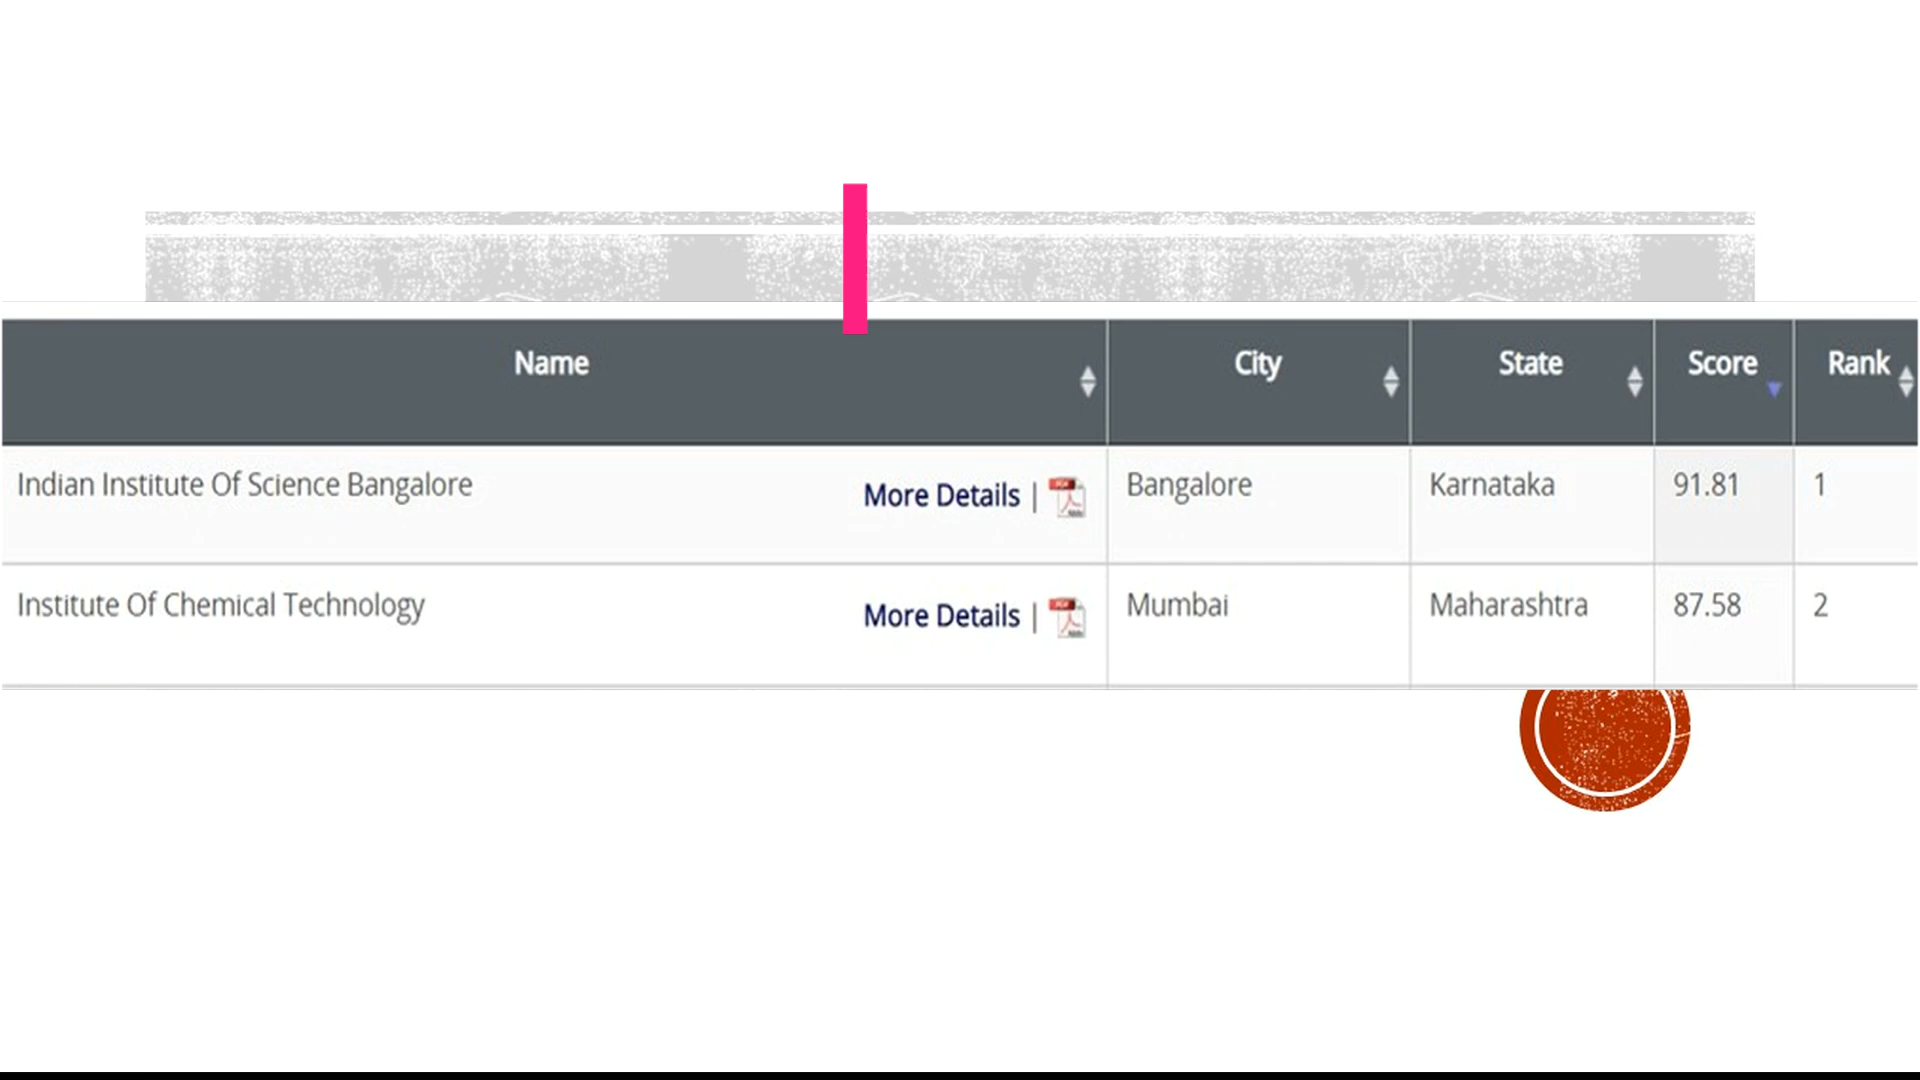 Name City State Score Rank
Indian Institute Of Science Bangalore More Details | Bangalore Karnataka 91.81 1
Institute Of Chemical Technology More Details | Mumbai Maharashtra 87.58 2